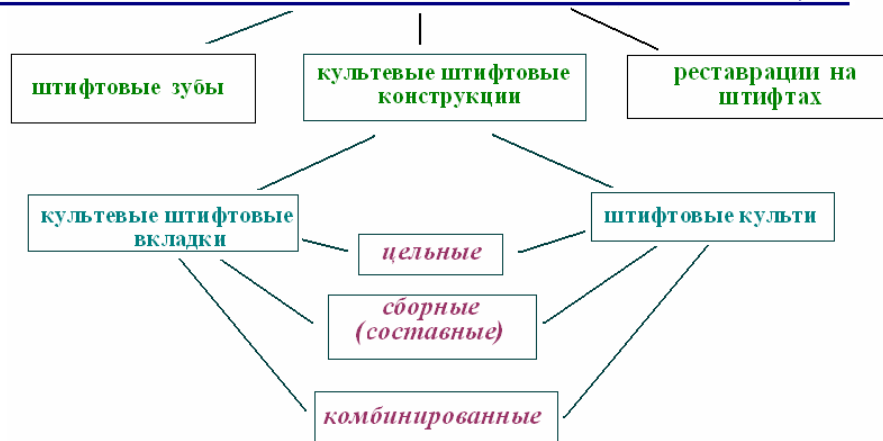 штифтовые зубы
культевые штифтовые
конструкции
реставрации на
штифтах
культевые штифтовые
вкладки
штифтовые культи
цельные
сборные
(составные)
комбинированные